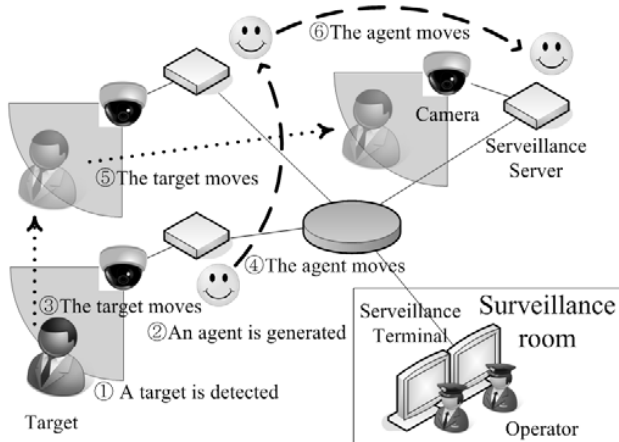 ⑥The agent moves
Camera
Serveillance
Server
⑤The target moves
④The agent moves
③The target moves
②An agent is generated
① A target is detected
Target
Serveillance
Terminal
Surveillance
room
Operator